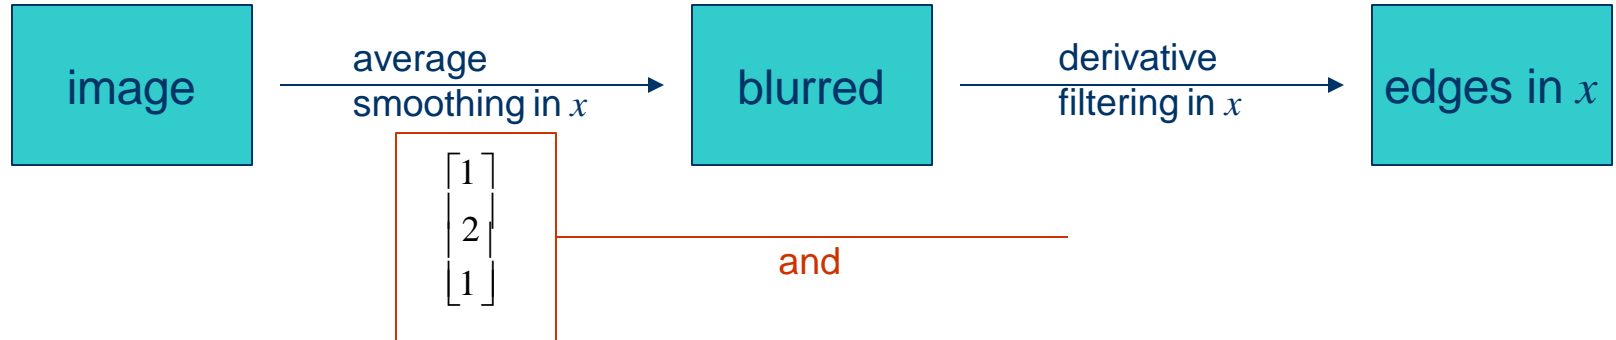 image
average
smoothing in x
blurred
derivative
filtering in x
edges in x
[1]
[2]
[1]
and